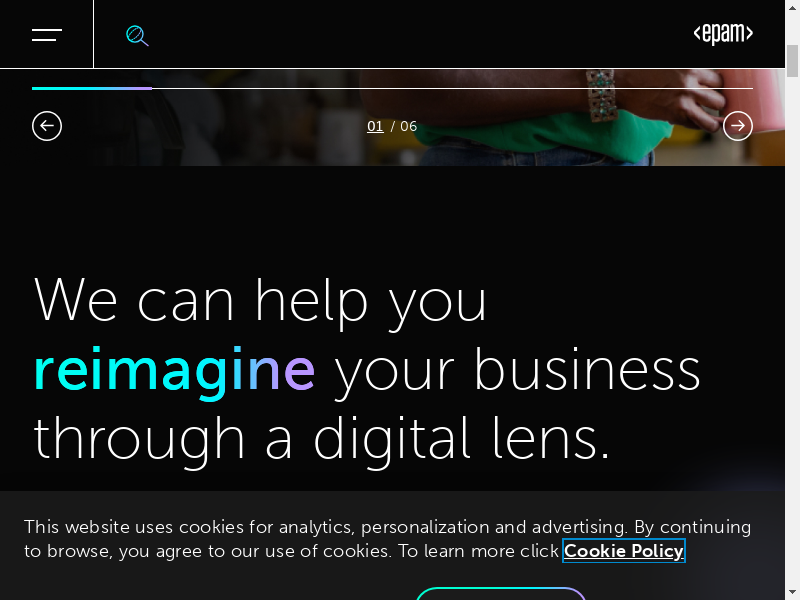 <epam>
01 / 06
We can help you
reimagine your business
through a digital lens.
This website uses cookies for analytics, personalization and advertising. By continuing
to browse, you agree to our use of cookies. To learn more click Cookie Policy